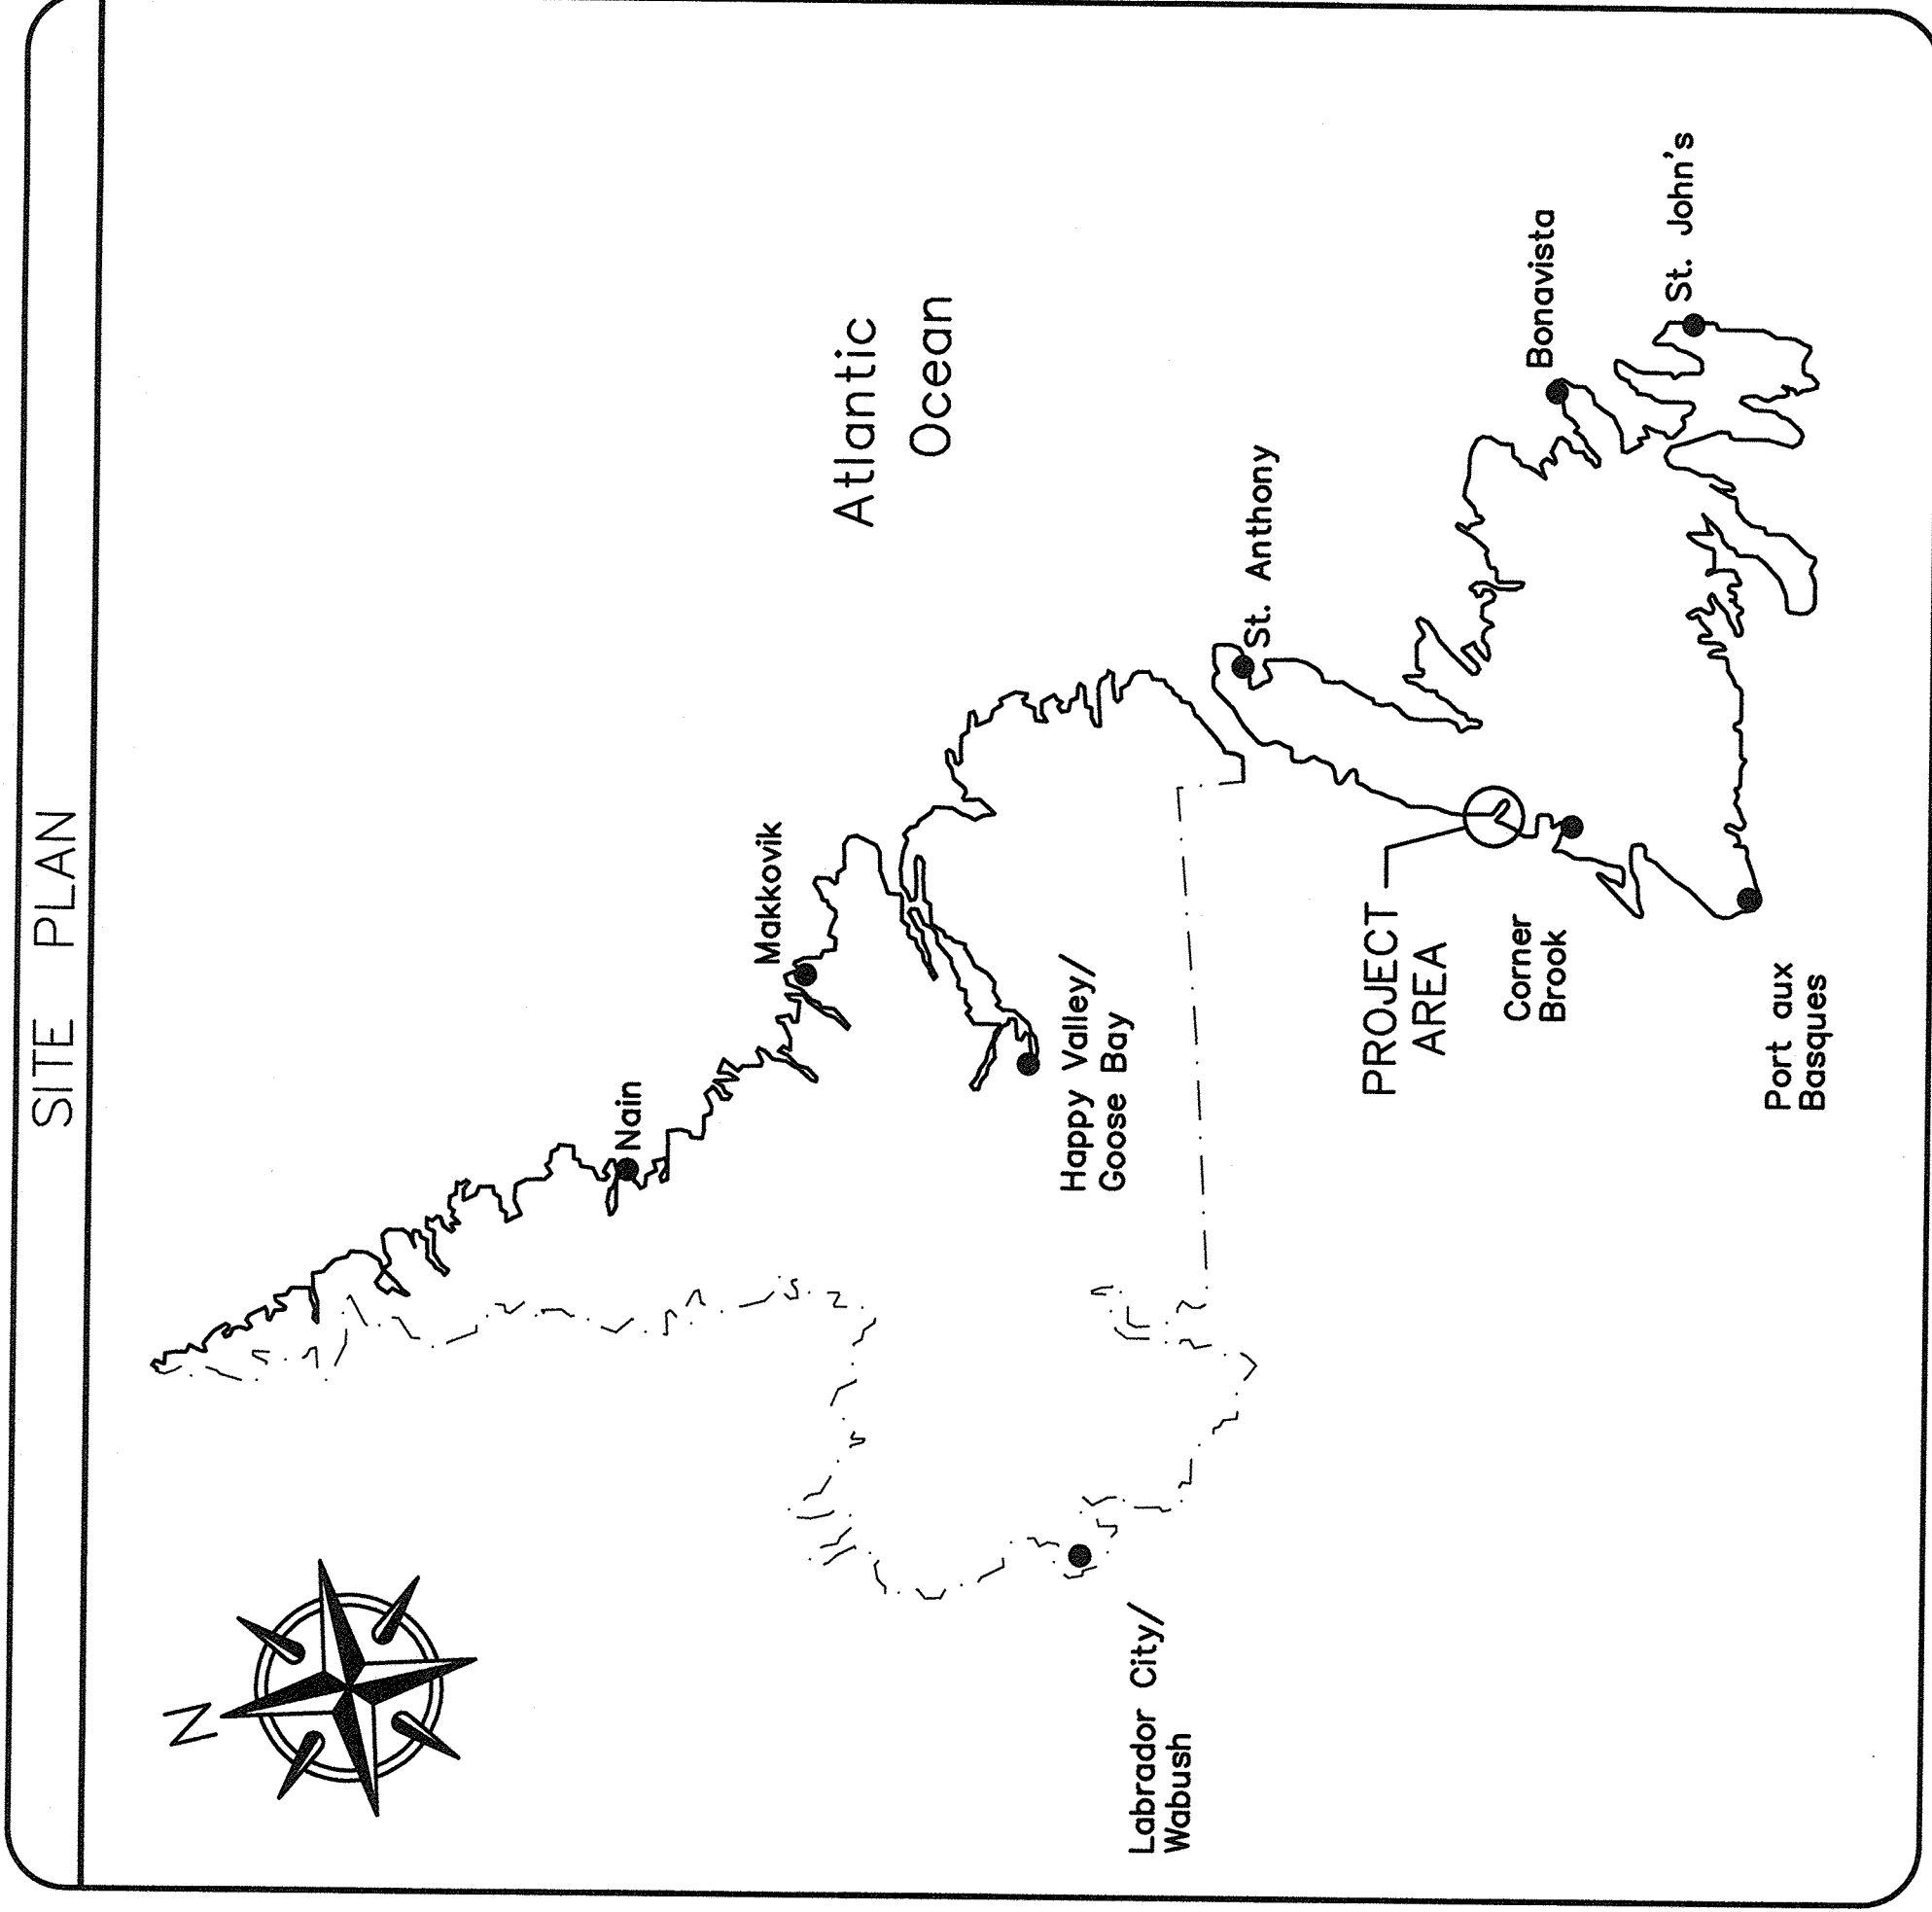 SITE PLAN
N
Nain
Makkovik
Atlantic
Ocean
Happy Valley/
Goose Bay
Labrador City/
Wabush
St. Anthony
PROJECT
AREA
Corner
Brook
Bonavista
St. John's
Port aux
Basques